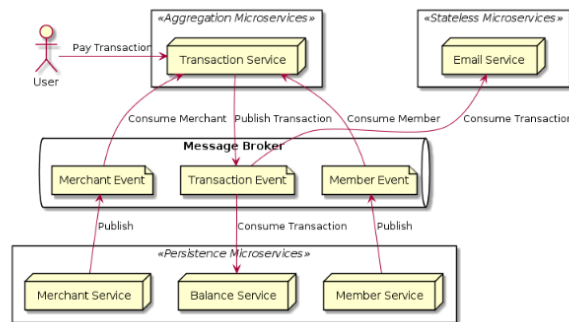 «Aggregation Microservices»
«Stateless Microservices»
Pay Transaction
Transaction Service
Email Service
User
Consume Merchant
Publish Transaction
Consume Member
Consume Transaction
Message Broker
Merchant Event
Transaction Event
Member Event
Publish
Consume Transaction
Publish
«Persistence Microservices»
Merchant Service
Balance Service
Member Service